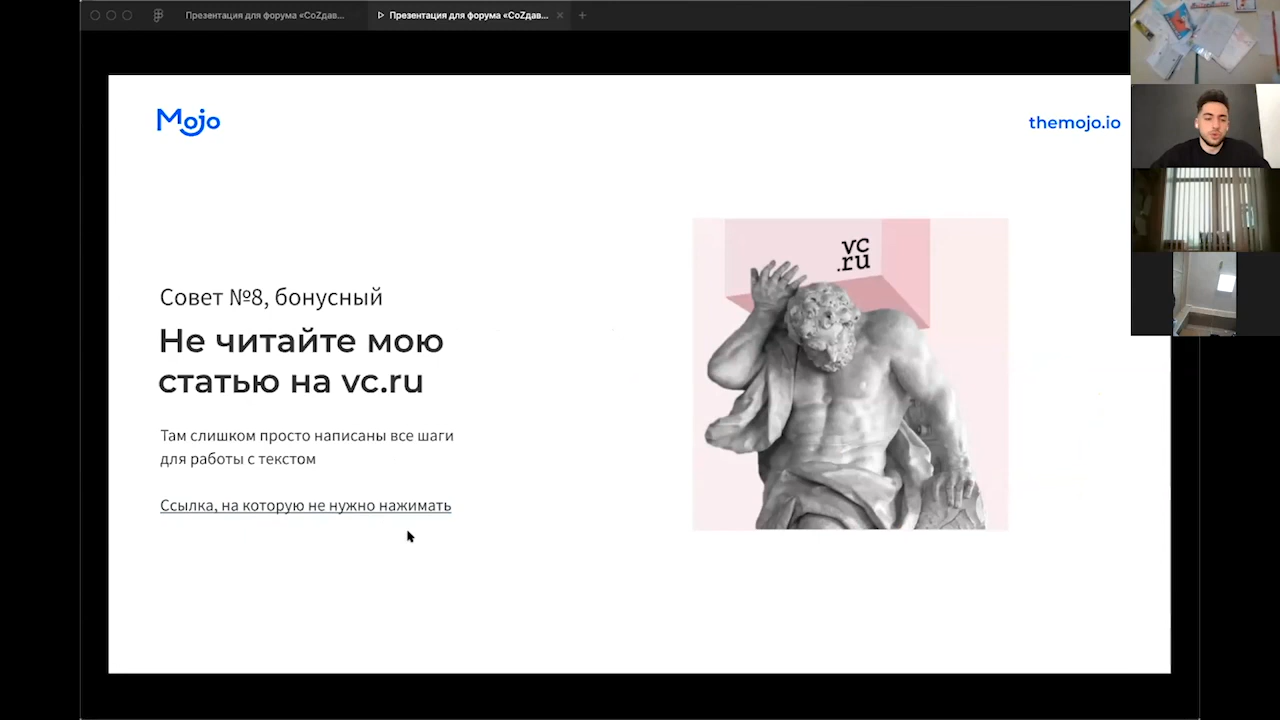 Презентация для форума «CoZдав...
Презентация для форума «CoZдав...
Mojo
themojo.io
vc
.ru
Совет №8, бонусный
Не читайте мою
статью на vc.ru
Там слишком просто написаны все шаги
для работы с текстом
Ссылка, на которую не нужно нажимать